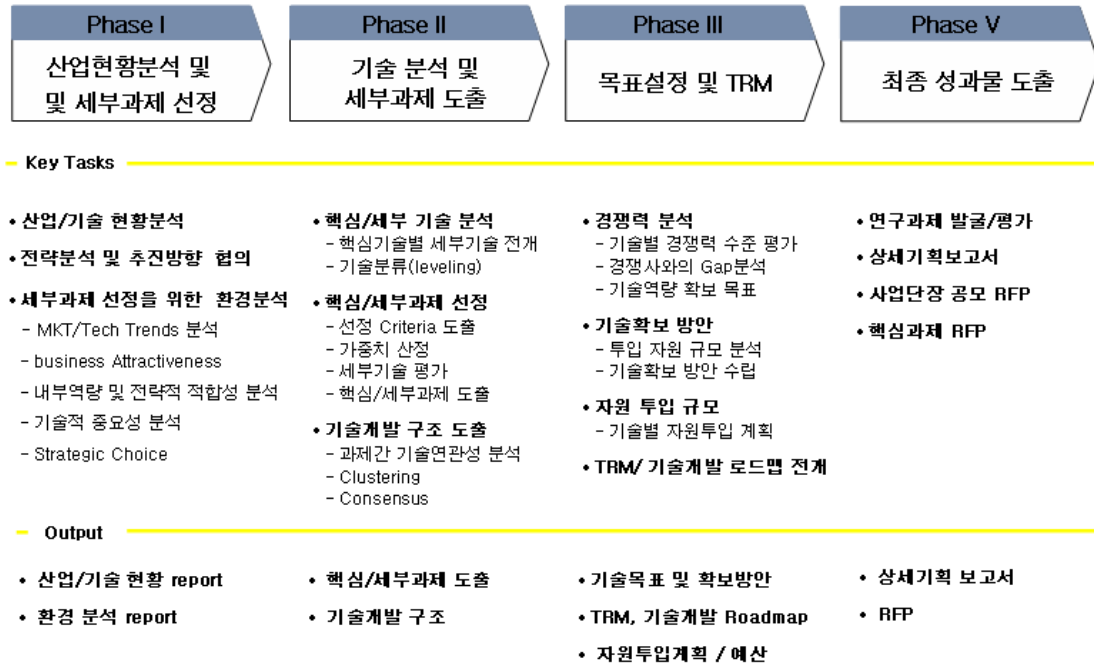 Phase I
산업현황분석 및
및 세부과제 선정
Phase II
기술 분석 및
세부과제 도출
Phase III
목표설정 및 TRM
Phase V
최종 성과물 도출
Key Tasks
• 산업/기술 현황분석
• 전략분석 및 추진방향 협의
• 세부과제 선정을 위한 환경분석
- MKT/Tech Trends 분석
- business Attractiveness
- 내부역량 및 전략적 적합성 분석
- 기술적 중요성 분석
- Strategic Choice
• 핵심/세부 기술 분석
- 핵심기술별 세부기술 전개
- 기술분류(leveling)
• 핵심/세부과제 선정
- 선정 Criteria 도출
- 가중치 산정
- 세부기술 평가
- 핵심/세부과제 도출
• 기술개발 구조 도출
- 과제간 기술연관성 분석
- Clustering
- Consensus
• 경쟁력 분석
- 기술별 경쟁력 수준 평가
- 경쟁사와의 Gap분석
- 기술역량 확보 목표
• 기술확보 방안
- 투입 자원 규모 분석
- 기술확보 방안 수립
• 자원 투입 규모
- 기술별 자원투입 계획
• TRM/ 기술개발 로드맵 전개
• 연구과제 발굴/평가
• 상세기획보고서
• 사업단장 공모 RFP
• 핵심과제 RFP
Output
• 산업/기술 현황 report
• 환경 분석 report
• 핵심/세부과제 도출
• 기술개발 구조
• 기술목표 및 확보방안
• TRM, 기술개발 Roadmap
• 자원투입계획 / 예산
• 상세기획 보고서
• RFP